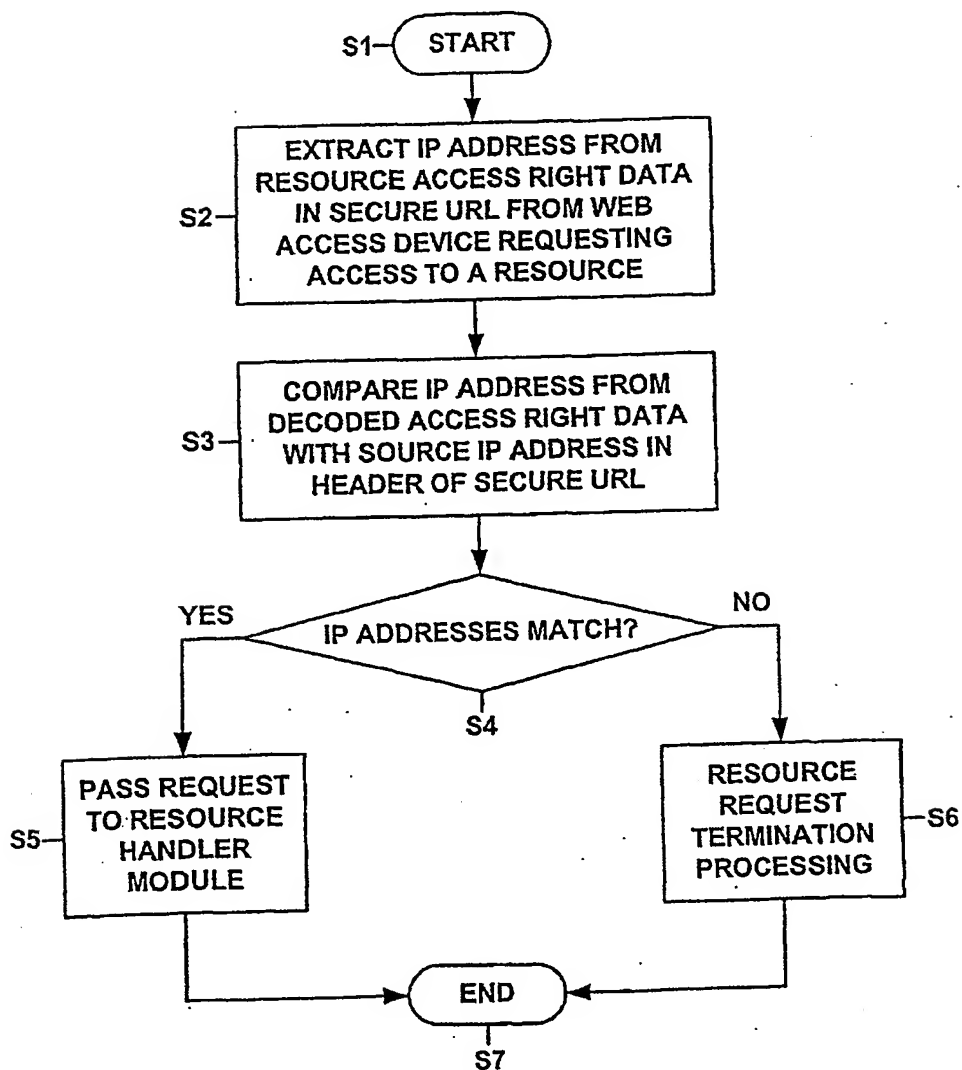 S1
START
S2
EXTRACT IP ADDRESS FROM
RESOURCE ACCESS RIGHT DATA
IN SECURE URL FROM WEB
ACCESS DEVICE REQUESTING
ACCESS TO A RESOURCE
S3
COMPARE IP ADDRESS FROM
DECODED ACCESS RIGHT DATA
WITH SOURCE IP ADDRESS IN
HEADER OF SECURE URL
YES
IP ADDRESSES MATCH?
NO
S4
S5
PASS REQUEST
TO RESOURCE
HANDLER
MODULE
RESOURCE
REQUEST
TERMINATION
PROCESSING
S6
END
S7